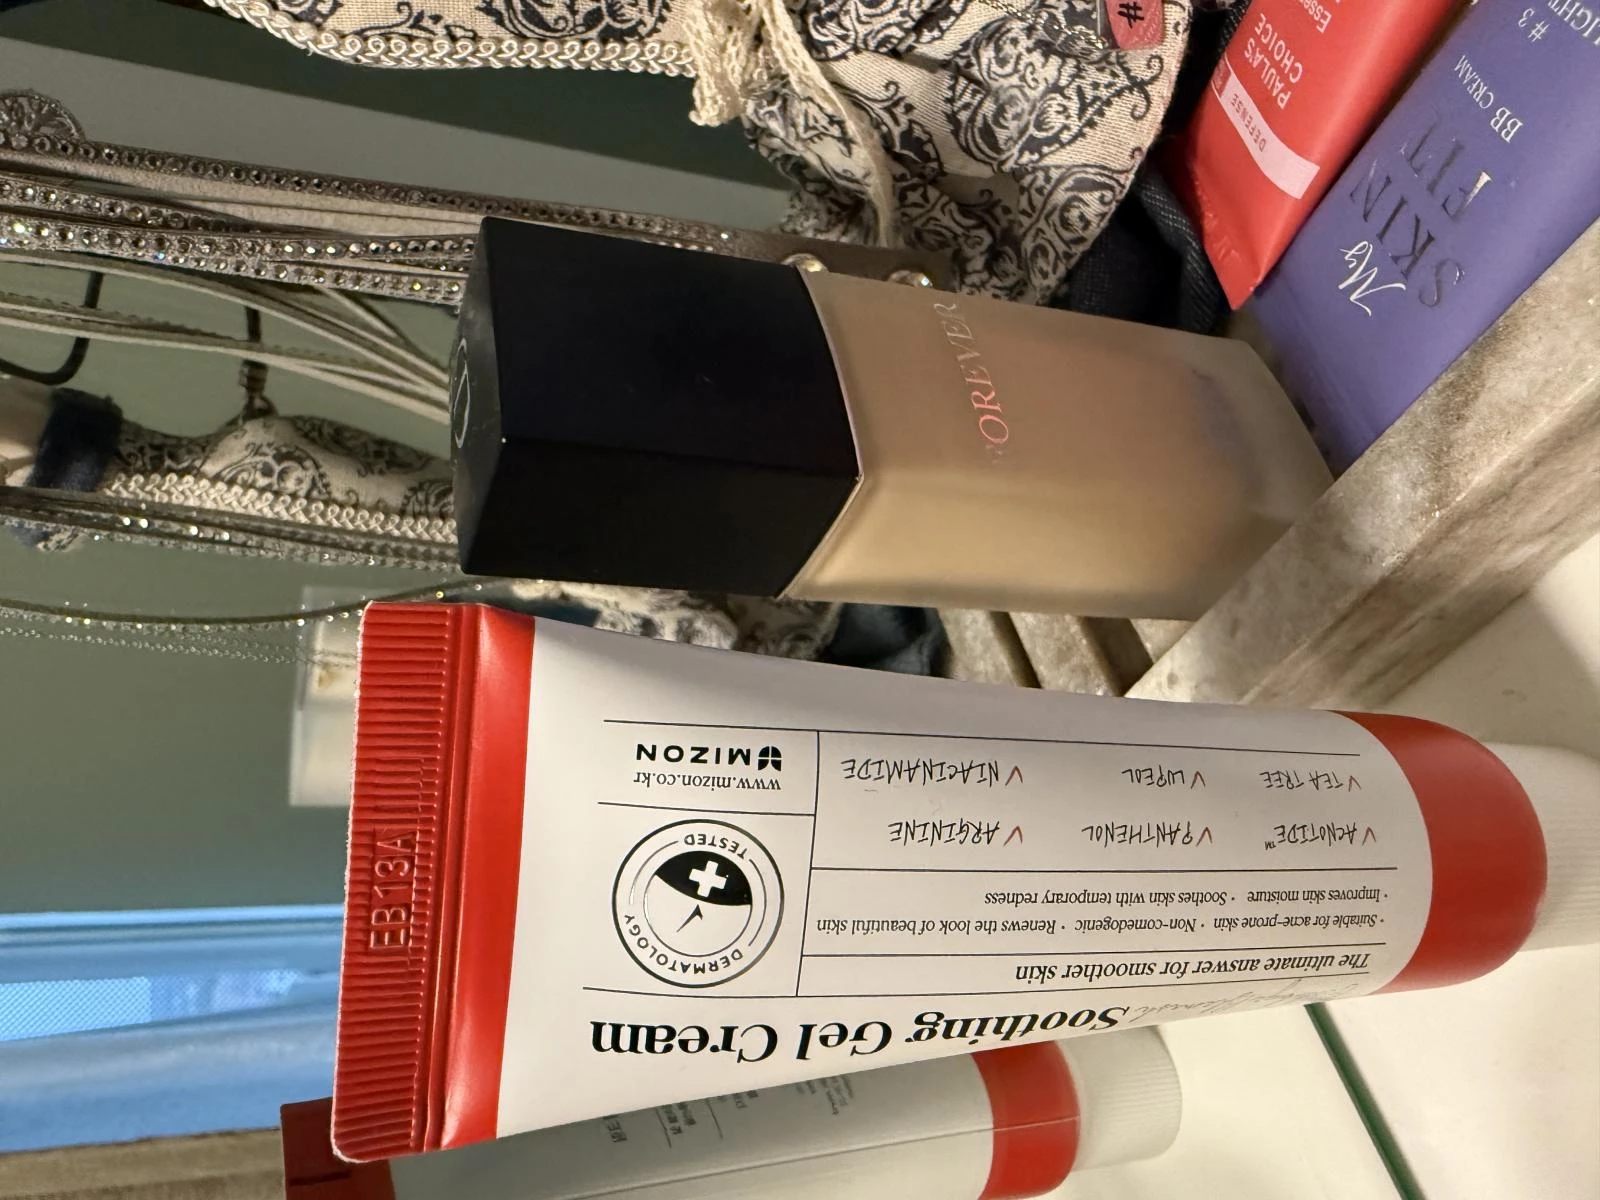 Soothing Gel Cream
The ultimate answer for smoother skin
• Suitable for acne-prone skin • Non-comedogenic • Renews the look of beautiful skin
• Improves skin moisture • Soothes skin with temporary redness
ACNOTIDE™ PANTHENOL ARGININE
TEA TREE LUPEOL NIACINAMIDE
DERMATOLOGY
TESTED
www.mizon.co.kr
MIZON
EB13A
FOREVER
PAULA'S
CHOICE
DEFENSE
My
SKIN
FIT
BB CREAM
#3
#